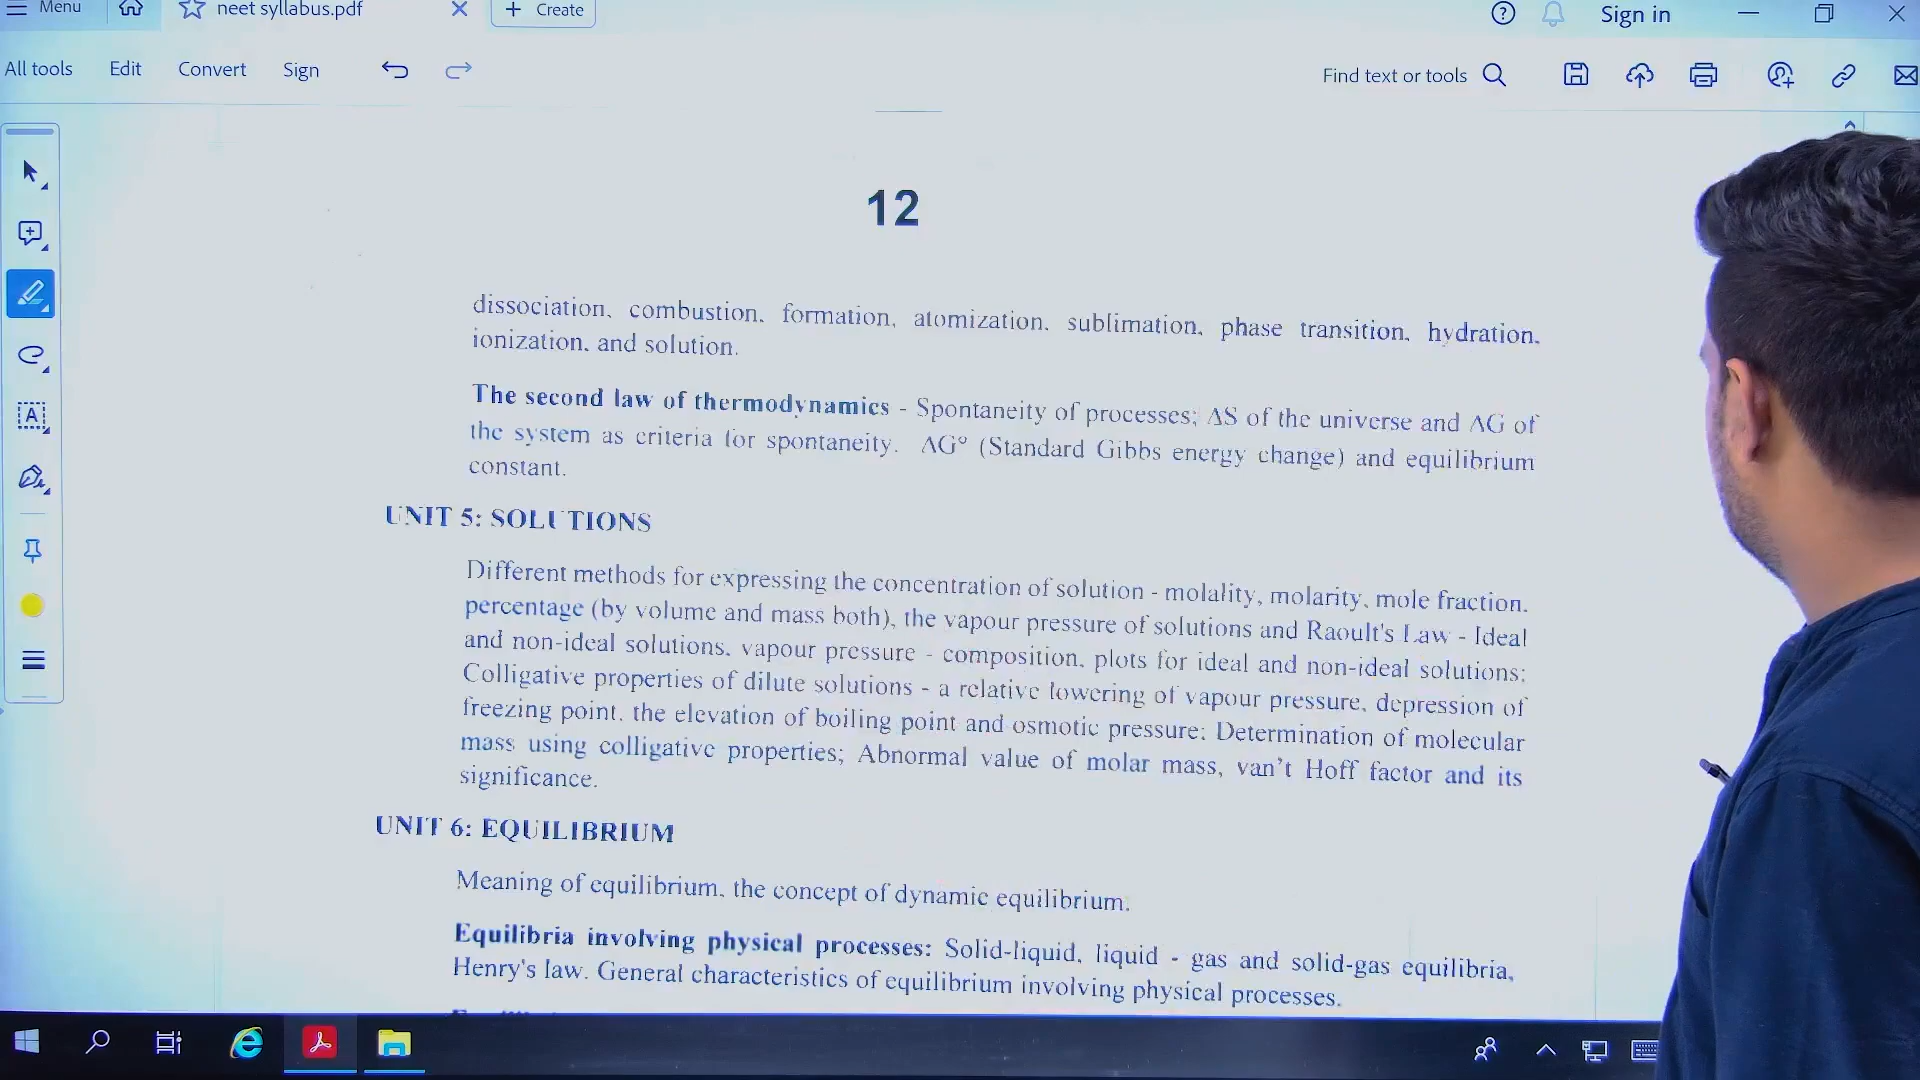 Menu
neet syllabus.pdf
Create
Sign in
All tools
Edit
Convert
Sign
Find text or tools
12
dissociation, combustion, formation, atomization, sublimation, phase transition, hydration,
ionization, and solution.
The second law of thermodynamics - Spontaneity of processes; ΔS of the universe and ΔG of
the system as criteria for spontaneity. ΔG° (Standard Gibbs energy change) and equilibrium
constant.
UNIT 5: SOLUTIONS
Different methods for expressing the concentration of solution - molality, molarity, mole fraction,
percentage (by volume and mass both), the vapour pressure of solutions and Raoult's Law - Ideal
and non-ideal solutions, vapour pressure - composition, plots for ideal and non-ideal solutions;
Colligative properties of dilute solutions - a relative lowering of vapour pressure, depression of
freezing point, the elevation of boiling point and osmotic pressure; Determination of molecular
mass using colligative properties; Abnormal value of molar mass, van't Hoff factor and its
significance.
UNIT 6: EQUILIBRIUM
Meaning of equilibrium, the concept of dynamic equilibrium.
Equilibria involving physical processes: Solid-liquid, liquid - gas and solid-gas equilibria,
Henry's law. General characteristics of equilibrium involving physical processes.